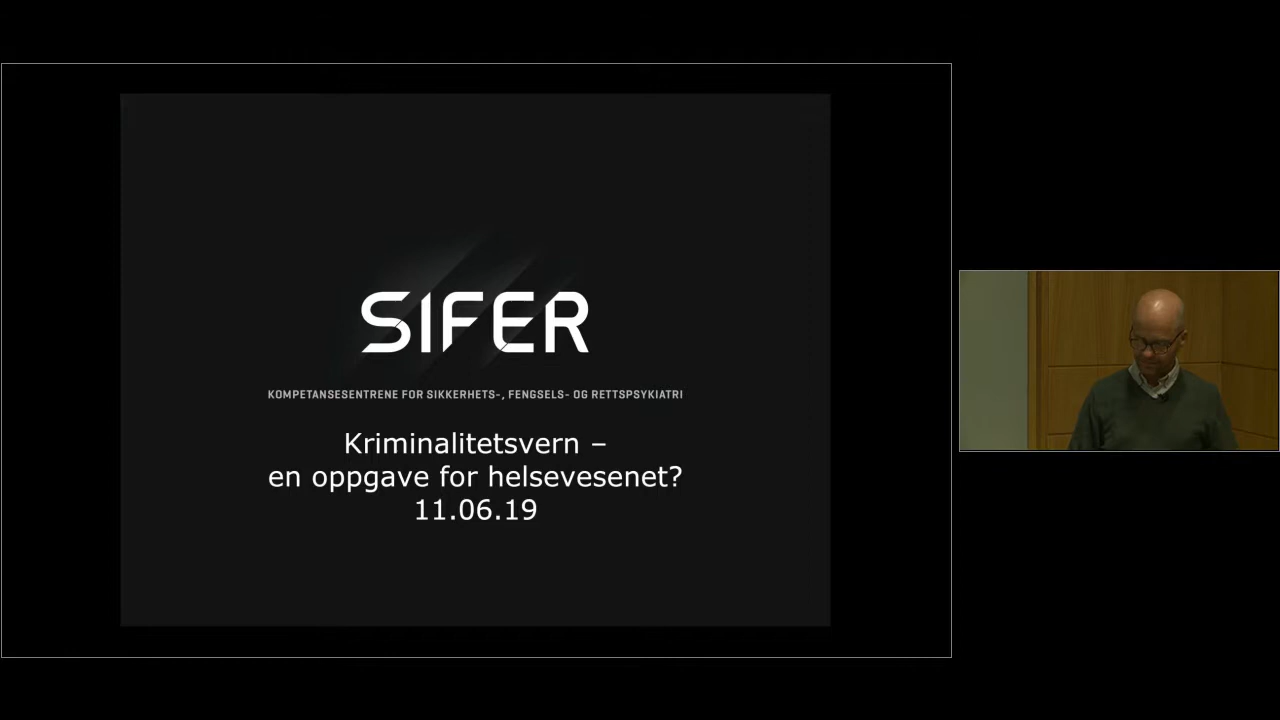 SIFER
KOMPETANSESENTRENE FOR SIKKERHETS-, FENGSELS- OG RETTSPSYKIATRI
Kriminalitetsvern –
en oppgave for helsevesenet?
11.06.19